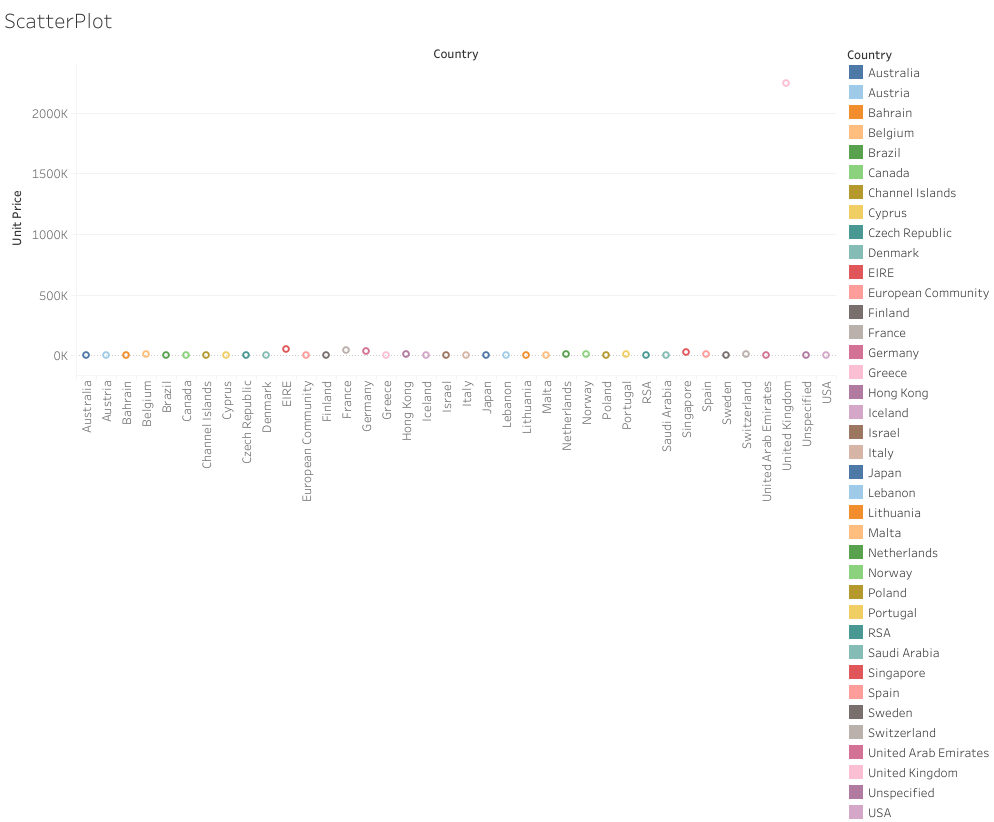 ScatterPlot
Country
Unit Price
2000K
1500K
1000K
500K
0K
Australia
Austria
Bahrain
Belgium
Brazil
Canada
Channel Islands
Cyprus
Czech Republic
Denmark
EIRE
European Community
Finland
France
Germany
Greece
Hong Kong
Iceland
Israel
Italy
Japan
Lebanon
Lithuania
Malta
Netherlands
Norway
Poland
Portugal
RSA
Saudi Arabia
Singapore
Spain
Sweden
Switzerland
United Arab Emirates
United Kingdom
Unspecified
USA
Country
Australia
Austria
Bahrain
Belgium
Brazil
Canada
Channel Islands
Cyprus
Czech Republic
Denmark
EIRE
European Community
Finland
France
Germany
Greece
Hong Kong
Iceland
Israel
Italy
Japan
Lebanon
Lithuania
Malta
Netherlands
Norway
Poland
Portugal
RSA
Saudi Arabia
Singapore
Spain
Sweden
Switzerland
United Arab Emirates
United Kingdom
Unspecified
USA